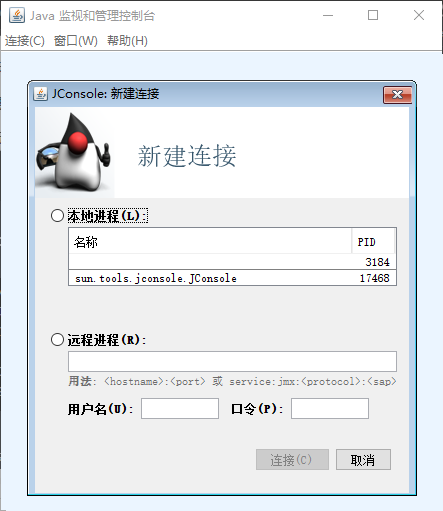 Java 监视和管理控制台
连接(C) 窗口(W) 帮助(H)
JConsole: 新建连接
新建连接
本地进程(L):
名称 PID
3184
sun.tools.jconsole.JConsole 17468
远程进程(R):
用法: <hostname>:<port> 或 service:jmx:<protocol>:<sap>
用户名(U): 口令(P):
连接(C) 取消